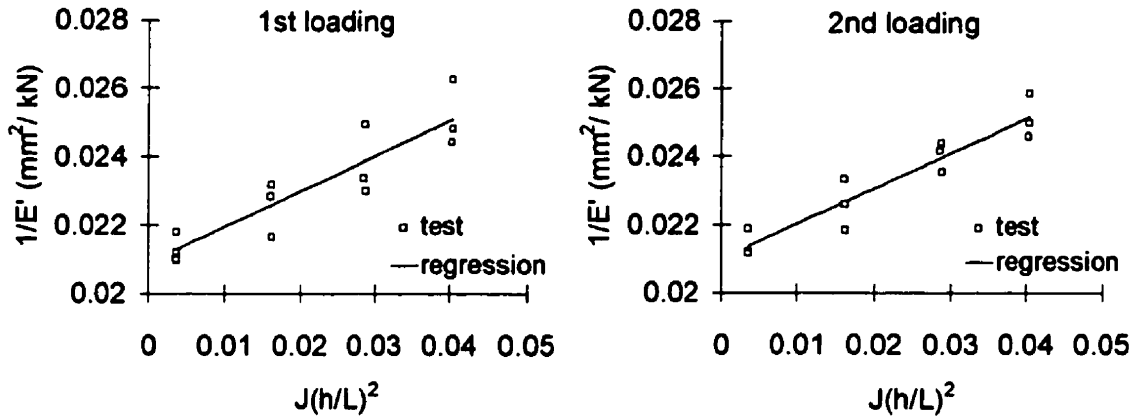 1st loading
1/E' (mm²/ kN)
0.028
0.026
0.024
0.022
0.02
test
regression
0 0.01 0.02 0.03 0.04 0.05
J(h/L)²
2nd loading
1/E' (mm²/ kN)
0.028
0.026
0.024
0.022
0.02
test
regression
0 0.01 0.02 0.03 0.04 0.05
J(h/L)²